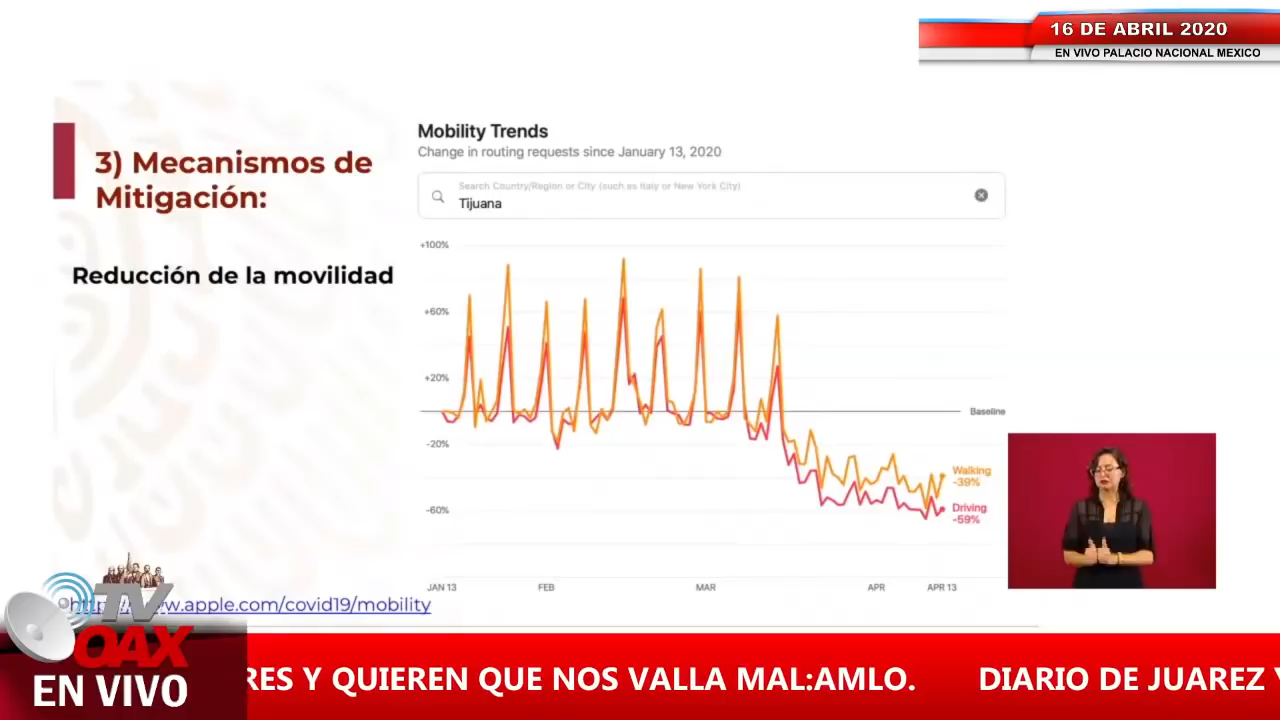 16 DE ABRIL 2020
EN VIVO PALACIO NACIONAL MEXICO
3) Mecanismos de
Mitigación:
Reducción de la movilidad
Mobility Trends
Change in routing requests since January 13, 2020
Search Country/Region or City (such as Italy or New York City)
Tijuana
+100%
+60%
+20%
Baseline
-20%
-60%
Walking
-39%
Driving
-59%
JAN 13 FEB MAR APR APR 13
.apple.com/covid19/mobility
TV
OAX
EN VIVO
RES Y QUIEREN QUE NOS VALLA MAL:AMLO. DIARIO DE JUAREZ Y